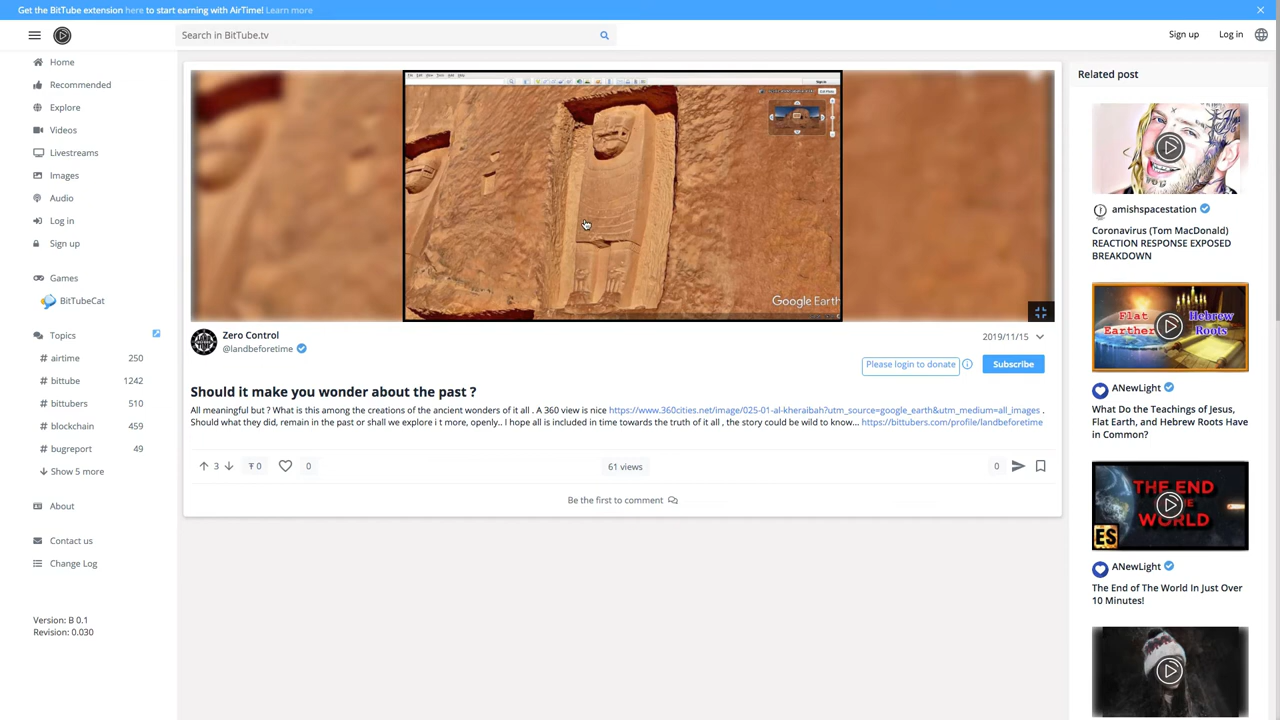 Get the BitTube extension here to start earning with AirTime! Learn more
Search in BitTube.tv
Sign up
Log in
Home
Recommended
Explore
Videos
Livestreams
Images
Audio
Log in
Sign up
Games
BitTubeCat
Topics
# airtime 250
# bittube 1242
# bittubers 510
# blockchain 459
# bugreport 49
Show 5 more
About
Contact us
Change Log
Version: B 0.1
Revision: 0.030
Google Earth
Zero Control
@landbeforetime
2019/11/15
Please login to donate
Subscribe
Should it make you wonder about the past ?
All meaningful but ? What is this among the creations of the ancient wonders of it all . A 360 view is nice https://www.360cities.net/image/025-01-al-kheraibah?utm_source=google_earth&utm_medium=all_images .
Should what they did, remain in the past or shall we explore i t more, openly.. I hope all is included in time towards the truth of it all , the story could be wild to know... https://bittubers.com/profile/landbeforetime
3
0
0
61 views
0
Be the first to comment
Related post
amishspacestation
Coronavirus (Tom MacDonald)
REACTION RESPONSE EXPOSED
BREAKDOWN
Flat Earther
Hebrew Roots
ANewLight
What Do the Teachings of Jesus,
Flat Earth, and Hebrew Roots Have
in Common?
THE END
WORLD
ES
ANewLight
The End of The World In Just Over
10 Minutes!